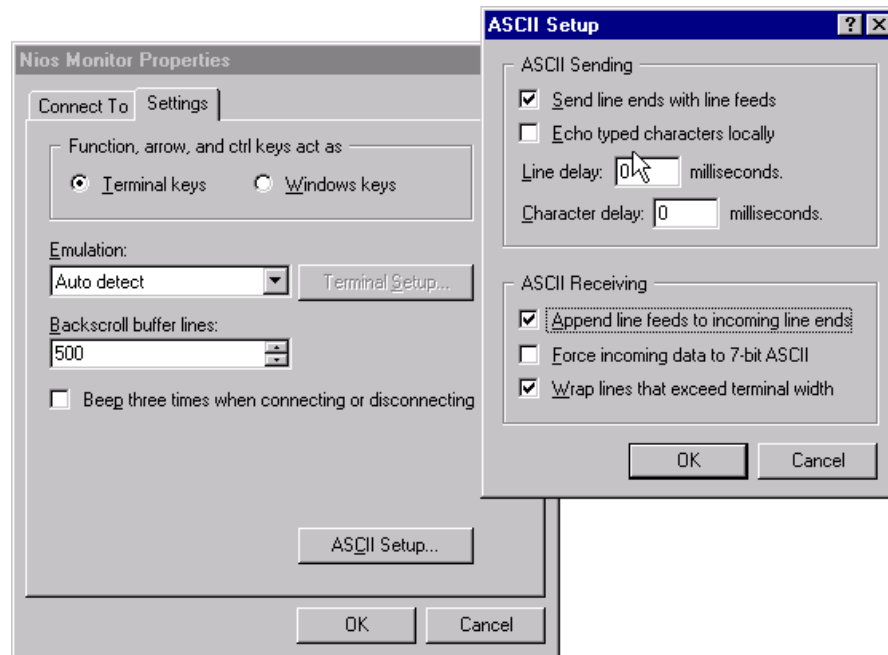 Nios Monitor Properties
Connect To
Settings
Function, arrow, and ctrl keys act as
Terminal keys
Windows keys
Emulation:
Auto detect
Terminal Setup...
Backscroll buffer lines:
500
Beep three times when connecting or disconnecting
ASCII Setup...
OK
Cancel
ASCII Setup
ASCII Sending
Send line ends with line feeds
Echo typed characters locally
Line delay: 0 milliseconds.
Character delay: 0 milliseconds.
ASCII Receiving
Append line feeds to incoming line ends
Force incoming data to 7-bit ASCII
Wrap lines that exceed terminal width
OK
Cancel